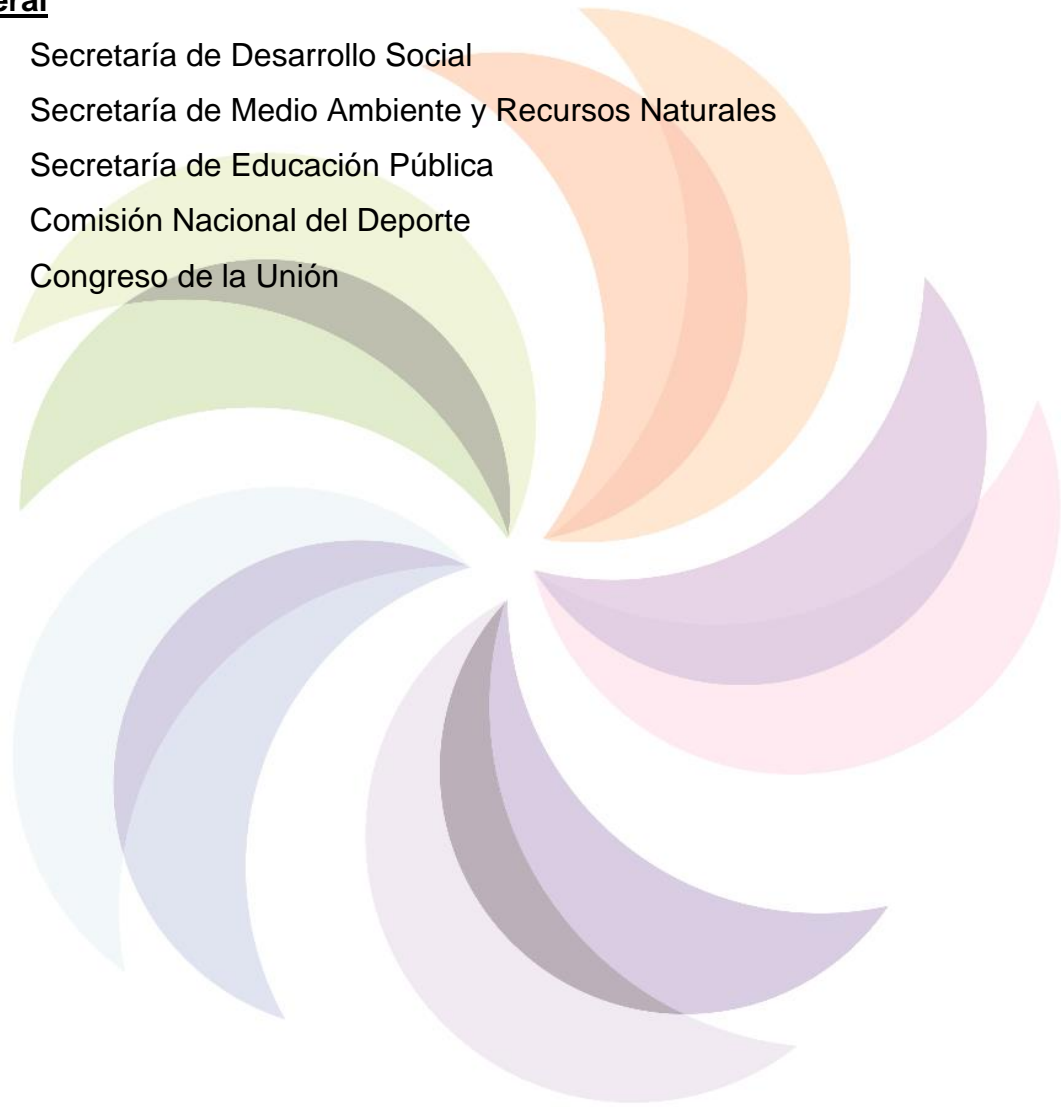 eral
Secretaría de Desarrollo Social
Secretaría de Medio Ambiente y Recursos Naturales
Secretaría de Educación Pública
Comisión Nacional del Deporte
Congreso de la Unión